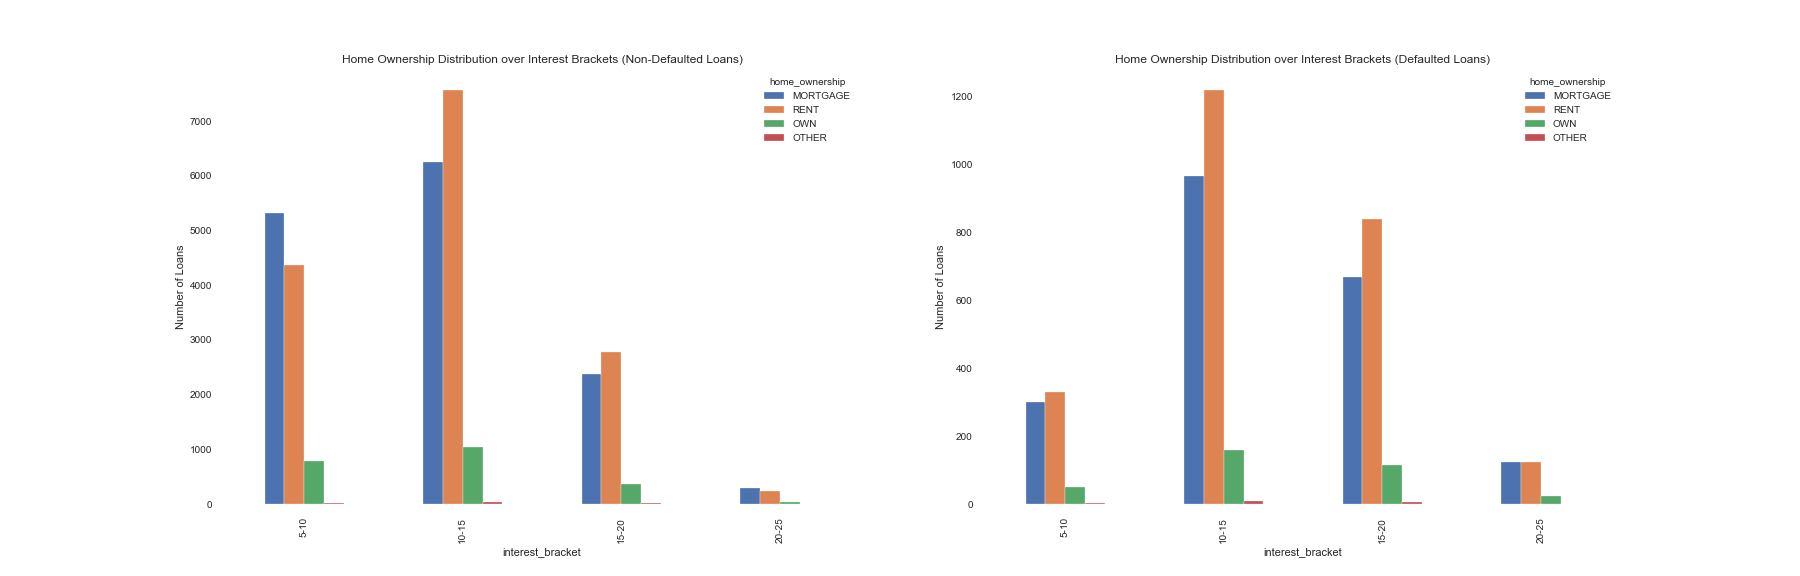 Home Ownership Distribution over Interest Brackets (Non-Defaulted Loans)
home_ownership
MORTGAGE
RENT
OWN
OTHER
7000
6000
5000
4000
3000
2000
1000
0
Number of Loans
5-10
10-15
15-20
20-25
interest_bracket
Home Ownership Distribution over Interest Brackets (Defaulted Loans)
home_ownership
MORTGAGE
RENT
OWN
OTHER
1200
1000
800
600
400
200
0
Number of Loans
5-10
10-15
15-20
20-25
interest_bracket